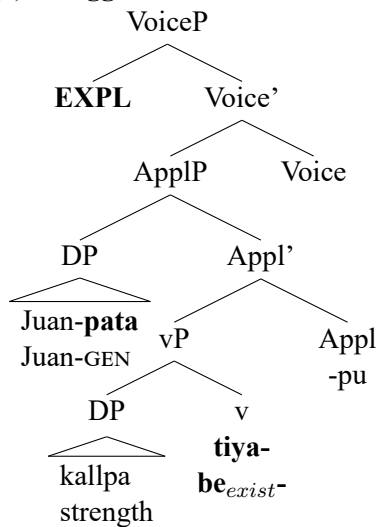 VoiceP
EXPL Voice’
ApplP Voice
DP Appl’
Juan-pata vP Appl
Juan-GEN -pu
DP v
kallpa tiya-
strength be_exist-